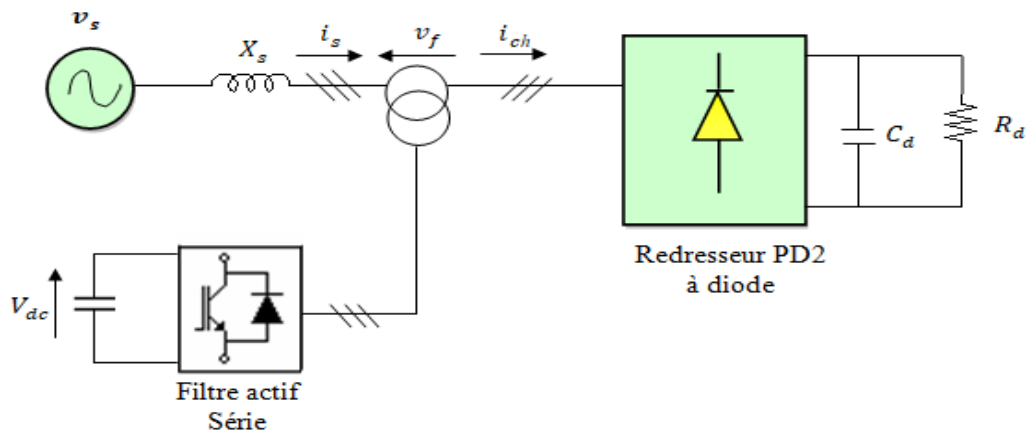 v_s
X_s
i_s
v_f
i_ch
C_d
R_d
Redresseur PD2
à diode
V_dc
Filtre actif
Série